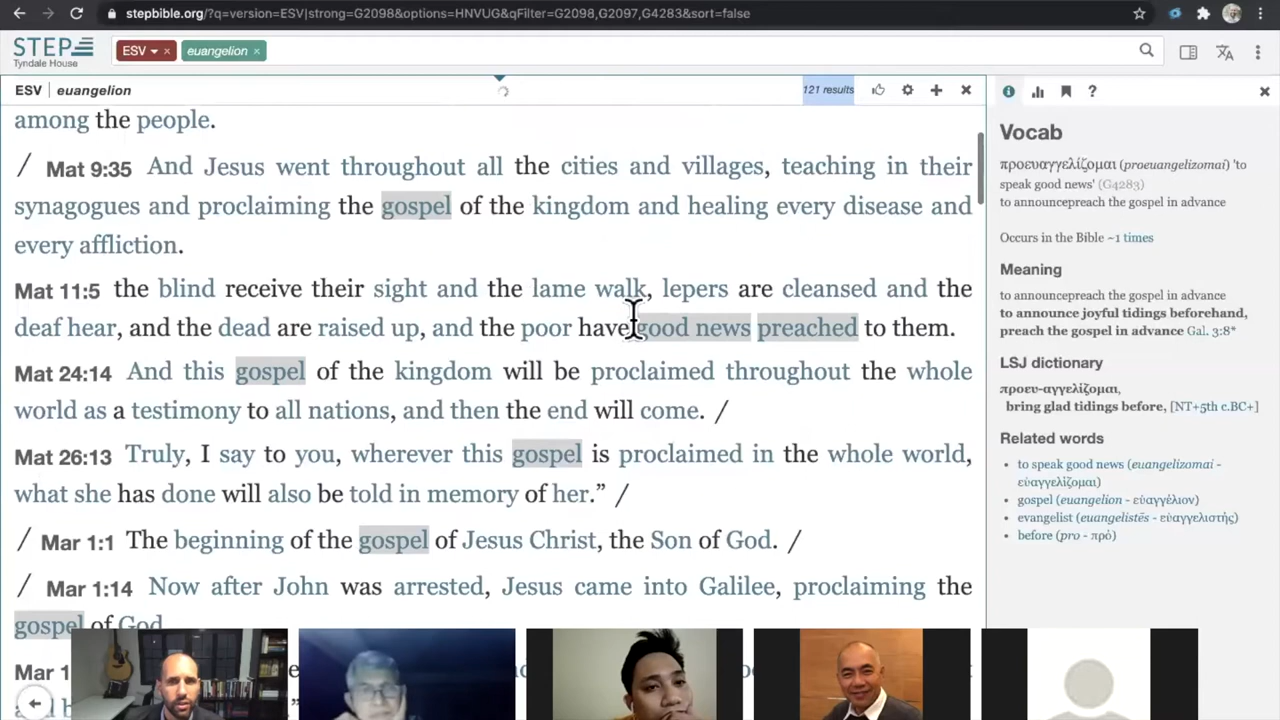 stepbible.org/?q=version=ESV|strong=G2098&options=HNVUG&qFilter=G2098,G2097,G4283&sort=false
STEP
Tyndale House
ESV × euangelion ×
ESV | euangelion
121 results
among the people.
/ Mat 9:35 And Jesus went throughout all the cities and villages, teaching in their
synagogues and proclaiming the gospel of the kingdom and healing every disease and
every affliction.
Mat 11:5 the blind receive their sight and the lame walk, lepers are cleansed and the
deaf hear, and the dead are raised up, and the poor have good news preached to them.
Mat 24:14 And this gospel of the kingdom will be proclaimed throughout the whole
world as a testimony to all nations, and then the end will come. /
Mat 26:13 Truly, I say to you, wherever this gospel is proclaimed in the whole world,
what she has done will also be told in memory of her.” /
/ Mar 1:1 The beginning of the gospel of Jesus Christ, the Son of God. /
/ Mar 1:14 Now after John was arrested, Jesus came into Galilee, proclaiming the
gospel of God
Mar 1
Vocab
προευαγγελίζομαι (proeuangelizomai) 'to
speak good news' (G4283)
to announcepreach the gospel in advance
Occurs in the Bible ~1 times
Meaning
to announcepreach the gospel in advance
to announce joyful tidings beforehand,
preach the gospel in advance Gal. 3:8*
LSJ dictionary
προευ-αγγελίζομαι,
bring glad tidings before, [NT+5th c.BC+]
Related words
• to speak good news (euangelizomai -
εὐαγγελίζομαι)
• gospel (euangelion - εὐαγγέλιον)
• evangelist (euangelistēs - εὐαγγελιστής)
• before (pro - πρό)